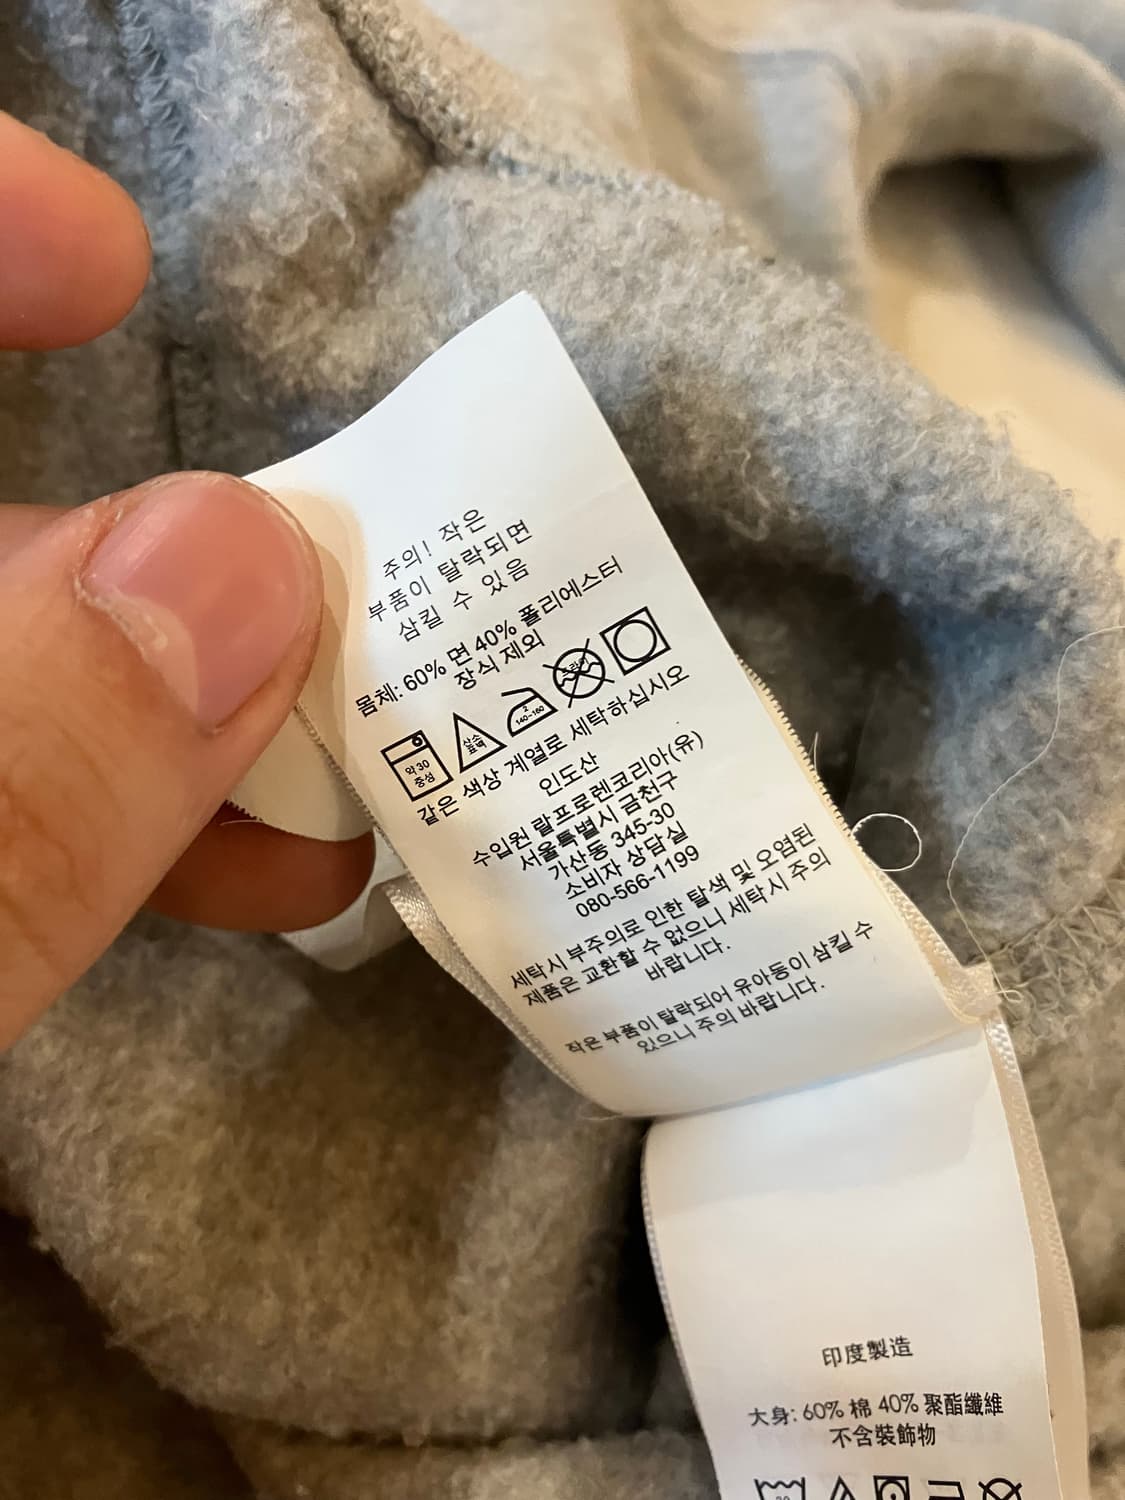 주의! 작은
부품이 탈락되면
삼킬 수 있음
몸체: 60% 면 40% 폴리에스터
장식 제외
약 30
중성
산소
표백
2
140~160
드라이
같은 색상 계열로 세탁하십시오
인도산
수입원 랄프로렌코리아(유)
서울특별시 금천구
가산동 345-30
소비자 상담실
080-566-1199
세탁시 부주의로 인한 탈색 및 오염된
제품은 교환할 수 없으니 세탁시 주의
바랍니다.
작은 부품이 탈락되어 유아동이 삼킬 수
있으니 주의 바랍니다.
印度製造
大身: 60% 棉 40% 聚酯纖維
不含裝飾物
30